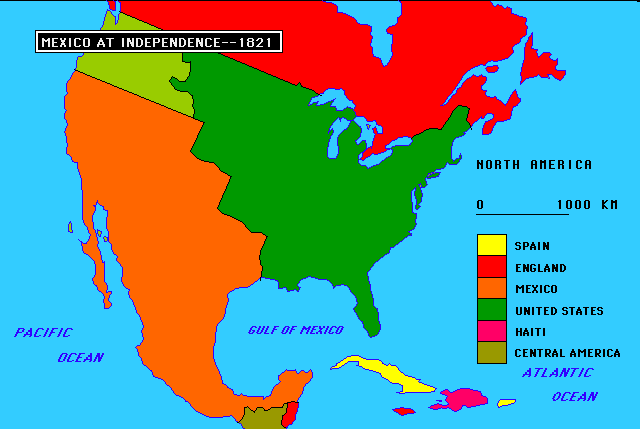 MEXICO AT INDEPENDENCE--1821
NORTH AMERICA
0 1000 KM
SPAIN
ENGLAND
MEXICO
UNITED STATES
HAITI
CENTRAL AMERICA
PACIFIC
OCEAN
GULF OF MEXICO
ATLANTIC
OCEAN